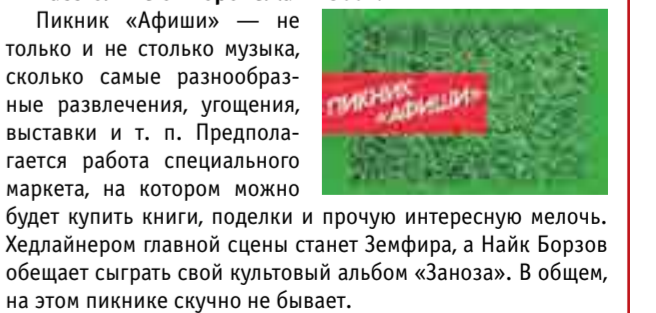 Пикник «Афиши» — не
только и не столько музыка,
сколько самые разнообраз-
ные развлечения, угощения,
выставки и т. п. Предпола-
гается работа специального
маркета, на котором можно
будет купить книги, поделки и прочую интересную мелочь.
Хедлайнером главной сцены станет Земфира, а Найк Борзов
обещает сыграть свой культовый альбом «Заноза». В общем,
на этом пикнике скучно не бывает.
ПИКНИК
«АФИШИ»